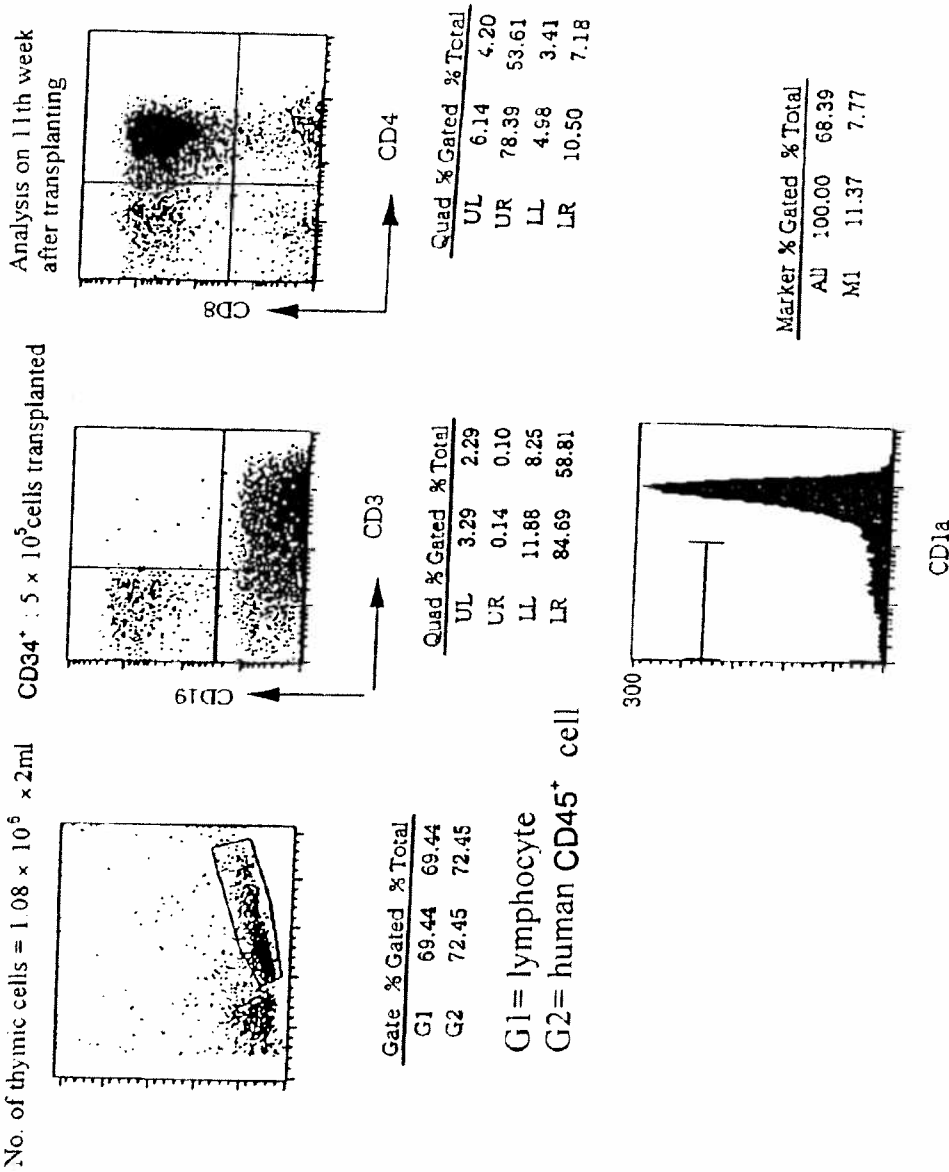 No. of thymic cells = 1.08 × 10⁶ × 2ml
CD34⁺ : 5 × 10⁵ cells transplanted
Analysis on 11th week
after transplanting
Gate % Gated % Total
G1 69.44 69.44
G2 72.45 72.45
G1= lymphocyte
G2= human CD45⁺ cell
CD19
CD3
Quad % Gated % Total
UL 3.29 2.29
UR 0.14 0.10
LL 11.88 8.25
LR 84.69 58.81
CD8
CD4
Quad % Gated % Total
UL 6.14 4.20
UR 78.39 53.61
LL 4.98 3.41
LR 10.50 7.18
300
CD1a
Marker % Gated % Total
All 100.00 68.39
M1 11.37 7.77